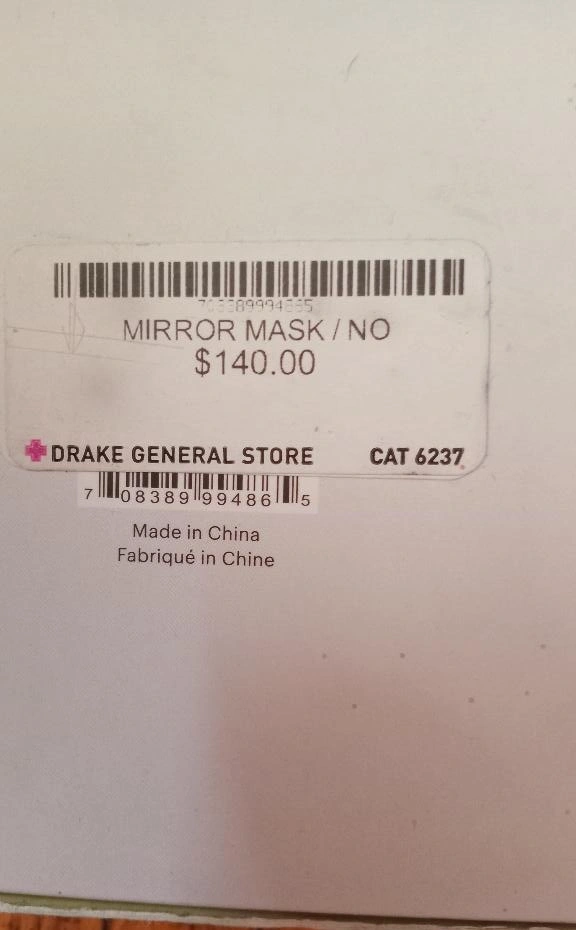 708389994865
MIRROR MASK / NO
$140.00
DRAKE GENERAL STORE CAT 6237
7 08389 99486 5
Made in China
Fabriqué in Chine